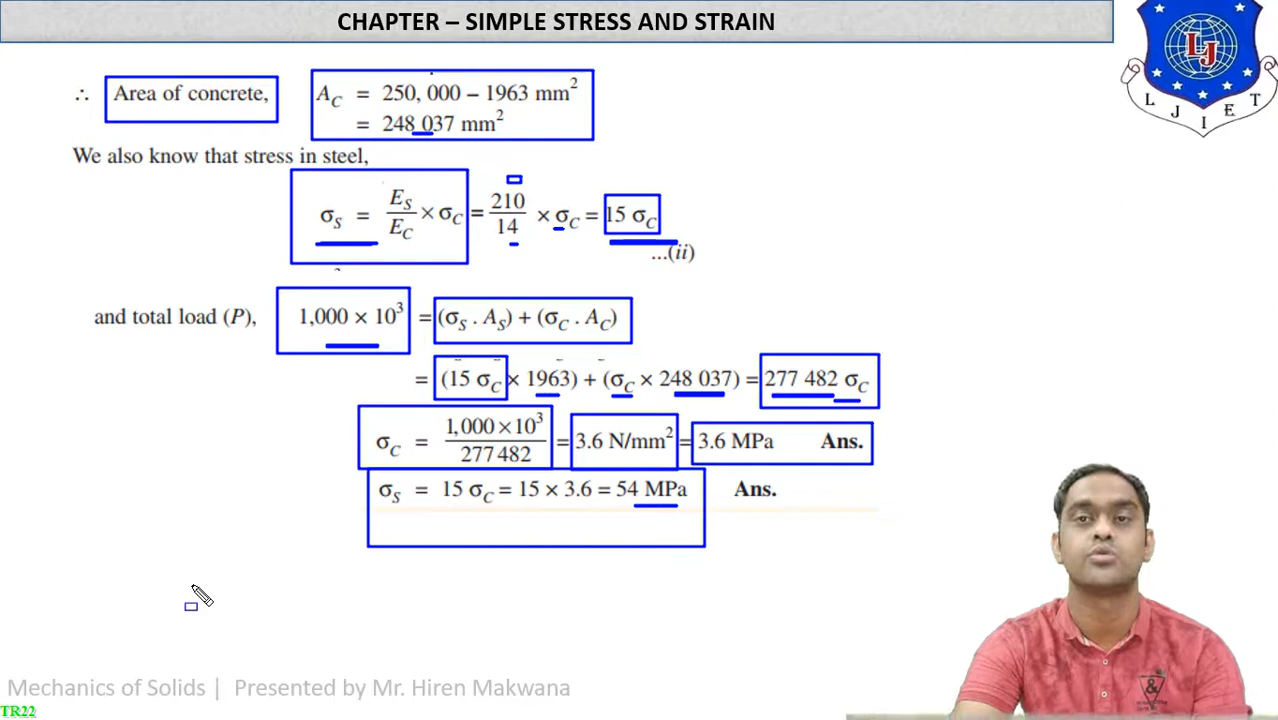 CHAPTER – SIMPLE STRESS AND STRAIN
LJ
L J I E T
∴ Area of concrete, A_C = 250, 000 – 1963 mm²
= 248 037 mm²
We also know that stress in steel,
σ_S = E_S/E_C × σ_C = 210/14 × σ_C = 15 σ_C
...(ii)
and total load (P), 1,000 × 10³ = (σ_S . A_S) + (σ_C . A_C)
= (15 σ_C × 1963) + (σ_C × 248 037) = 277 482 σ_C
σ_C = 1,000 × 10³/277 482 = 3.6 N/mm² = 3.6 MPa Ans.
σ_S = 15 σ_C = 15 × 3.6 = 54 MPa Ans.
Mechanics of Solids | Presented by Mr. Hiren Makwana
TR22